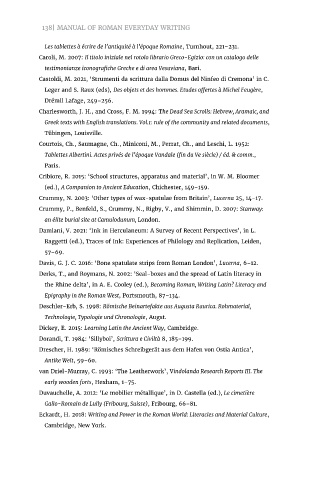 138| MANUAL OF ROMAN EVERYDAY WRITING
Les tablettes à écrire de l'antiquité à l'époque Romaine, Turnhout, 221–231.
Caroli, M. 2007: Il titolo iniziale nel rotolo librario Greco-Egizio: con un catalogo delle
testimonianze iconografiche Greche e di area Vesuviana, Bari.
Castoldi, M. 2021, 'Strumenti da scrittura dalla Domus del Ninfeo di Cremona' in C.
Loger and S. Raux (eds), Des objets et des hommes. Etudes offertes à Michel Feugère,
Drémil Lafage, 249–256.
Charlesworth, J. H., and Cross, F. M. 1994: The Dead Sea Scrolls: Hebrew, Aramaic, and
Greek texts with English translations. Vol.1: rule of the community and related documents,
Tübingen, Louisville.
Courtois, Ch., Saumagne, Ch., Miniconi, M., Perrat, Ch., and Leschi, L. 1952:
Tablettes Albertini. Actes privés de l'époque Vandale (fin du Ve siècle) / éd. & comm.,
Paris.
Cribiore, R. 2015: 'School structures, apparatus and material', in W. M. Bloomer
(ed.), A Companion to Ancient Education, Chichester, 149–159.
Crummy, N. 2003: 'Other types of wax-spatulae from Britain', Lucerna 25, 14–17.
Crummy, P., Benfield, S., Crummy, N., Rigby, V., and Shimmin, D. 2007: Stanway:
an élite burial site at Camulodunum, London.
Damiani, V. 2021: 'Ink in Herculaneum: A Survey of Recent Perspectives', in L.
Raggetti (ed.), Traces of Ink: Experiences of Philology and Replication, Leiden,
57–69.
Davis, G. J. C. 2016: 'Bone spatulate strips from Roman London', Lucerna, 6–12.
Derks, T., and Roymans, N. 2002: 'Seal-boxes and the spread of Latin literacy in
the Rhine delta', in A. E. Cooley (ed.), Becoming Roman, Writing Latin? Literacy and
Epigraphy in the Roman West, Portsmouth, 87–134.
Deschler-Erb, S. 1998: Römische Beinartefakte aus Augusta Raurica. Rohmaterial,
Technologie, Typologie und Chronologie, Augst.
Dickey, E. 2015: Learning Latin the Ancient Way, Cambridge.
Dorandi, T. 1984: 'Sillyboi', Scrittura e Civiltà 8, 185–199.
Drescher, H. 1989: 'Römisches Schreibgerät aus dem Hafen von Ostia Antica',
Antike Welt, 59–60.
van Driel-Murray, C. 1993: 'The Leatherwork', Vindolanda Research Reports III. The
early wooden forts, Hexham, 1–75.
Duvauchelle, A. 2012: 'Le mobilier métallique', in D. Castella (ed.), Le cimetière
Gallo-Romain de Lully (Fribourg, Suisse), Fribourg, 66–81.
Eckardt, H. 2018: Writing and Power in the Roman World: Literacies and Material Culture,
Cambridge, New York.